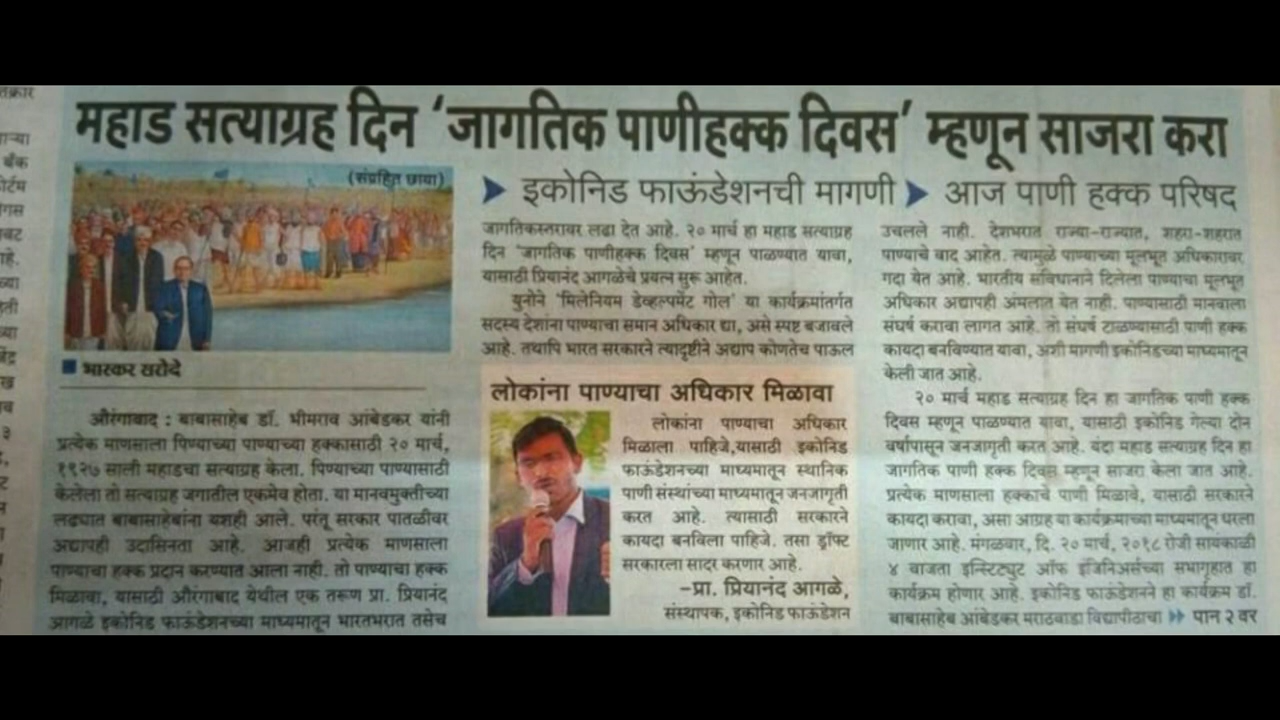 महाड सत्याग्रह दिन ‘जागतिक पाणीहक्क दिवस’ म्हणून साजरा करा
इकोनिड फाऊंडेशनची मागणी
आज पाणी हक्क परिषद
(संग्रहित छाया)
भास्कर सरोदे
औरंगाबाद : बाबासाहेब डॉ. भीमराव आंबेडकर यांनी
प्रत्येक माणसाला पिण्याच्या पाण्याच्या हक्कासाठी २० मार्च,
१९२७ साली महाडचा सत्याग्रह केला. पिण्याच्या पाण्यासाठी
केलेला तो सत्याग्रह जगातील एकमेव होता. या मानवमुक्तीच्या
लढ्यात बाबासाहेबांना यशही आले. परंतू सरकार पातळीवर
अद्यापही उदासिनता आहे. आजही प्रत्येक माणसाला
पाण्याचा हक्क प्रदान करण्यात आला नाही. तो पाण्याचा हक्क
मिळावा, यासाठी औरंगाबाद येथील एक तरूण प्रा. प्रियानंद
आगळे इकोनिड फाऊंडेशनच्या माध्यमातून भारतभरात तसेच
जागतिकस्तरावर लढा देत आहे. २० मार्च हा महाड सत्याग्रह
दिन ‘जागतिक पाणीहक्क दिवस’ म्हणून पाळण्यात यावा,
यासाठी प्रियानंद आगळेचे प्रयत्न सुरू आहेत.
युनोने ‘मिलेनियम डेव्हल्पमेंट गोल’ या कार्यक्रमांतर्गत
सदस्य देशांना पाण्याचा समान अधिकार द्या, असे स्पष्ट बजावले
आहे. तथापि भारत सरकारने त्यादृष्टीने अद्याप कोणतेच पाऊल
लोकांना पाण्याचा अधिकार मिळावा
लोकांना पाण्याचा अधिकार
मिळाला पाहिजे,यासाठी इकोनिड
फाऊंडेशनच्या माध्यमातून स्थानिक
पाणी संस्थांच्या माध्यमातून जनजागृती
करत आहे. त्यासाठी सरकारने
कायदा बनविला पाहिजे. तसा ड्रॉफ्ट
सरकारला सादर करणार आहे.
-प्रा. प्रियानंद आगळे,
संस्थापक, इकोनिड फाऊंडेशन
उचलले नाही. देशभरात राज्या-राज्यात, शहरा-शहरात
पाण्याचे वाद आहेत. त्यामुळे पाण्याच्या मूलभूत अधिकारावर
गदा येत आहे. भारतीय संविधानाने दिलेला पाण्याचा मूलभूत
अधिकार अद्यापही अंमलात येत नाही. पाण्यासाठी मानवाला
संघर्ष करावा लागत आहे. तो संघर्ष टाळण्यासाठी पाणी हक्क
कायदा बनविण्यात यावा, अशी मागणी इकोनिडच्या माध्यमातून
केली जात आहे.
२० मार्च महाड सत्याग्रह दिन हा जागतिक पाणी हक्क
दिवस म्हणून पाळण्यात यावा, यासाठी इकोनिड गेल्या दोन
वर्षापासून जनजागृती करत आहे. यंदा महाड सत्याग्रह दिन हा
जागतिक पाणी हक्क दिवस म्हणून साजरा केला जात आहे.
प्रत्येक माणसाला हक्काचे पाणी मिळावे, यासाठी सरकारने
कायदा करावा, असा आग्रह या कार्यक्रमाच्या माध्यमातून धरला
जाणार आहे. मंगळवार, दि. २० मार्च, २०१८ रोजी सायंकाळी
४ वाजता इन्स्टिट्युट ऑफ इंजिनिअर्सच्या सभागृहात हा
कार्यक्रम होणार आहे. इकोनिड फाऊंडेशनने हा कार्यक्रम डॉ.
बाबासाहेब आंबेडकर मराठवाडा विद्यापीठाचा पान २ वर